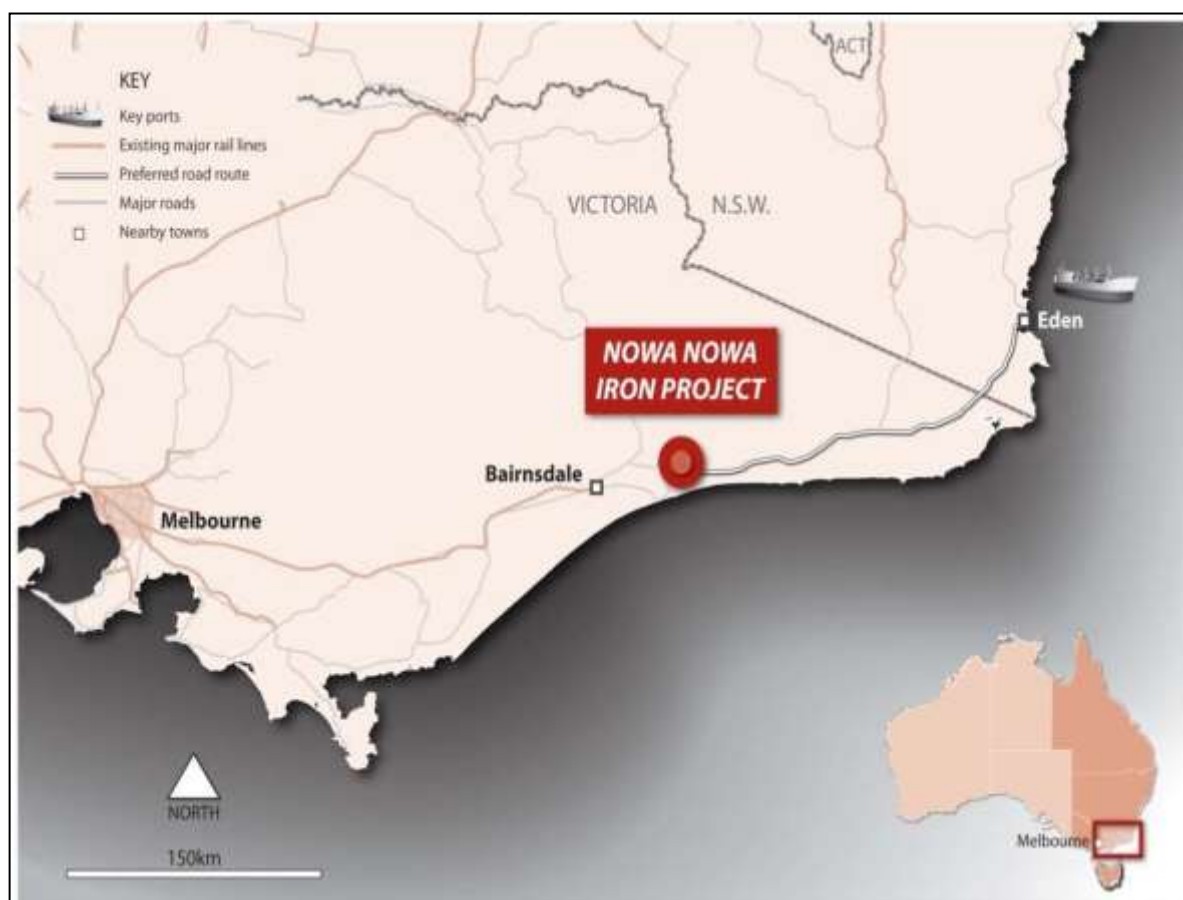 ACT
KEY
Key ports
Existing major rail lines
Preferred road route
Major roads
Nearby towns
VICTORIA
N.S.W.
Eden
NOWA NOWA
IRON PROJECT
Bairnsdale
Melbourne
NORTH
150km
Melbourne